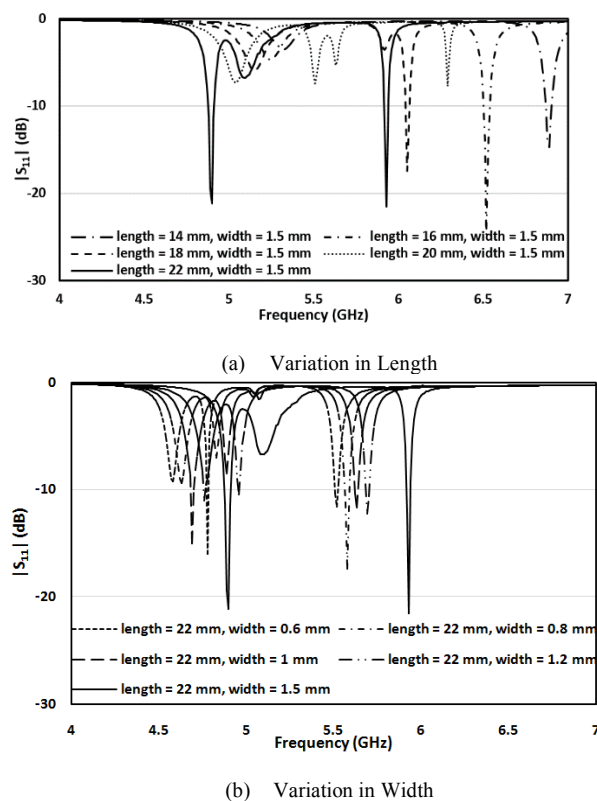 0
-10
-20
-30
|S11| (dB)
length = 14 mm, width = 1.5 mm
length = 16 mm, width = 1.5 mm
length = 18 mm, width = 1.5 mm
length = 20 mm, width = 1.5 mm
length = 22 mm, width = 1.5 mm
4 4.5 5 5.5 6 6.5 7
Frequency (GHz)
(a) Variation in Length
0
-10
-20
-30
|S11| (dB)
length = 22 mm, width = 0.6 mm
length = 22 mm, width = 0.8 mm
length = 22 mm, width = 1 mm
length = 22 mm, width = 1.2 mm
length = 22 mm, width = 1.5 mm
4 4.5 5 5.5 6 6.5 7
Frequency (GHz)
(b) Variation in Width